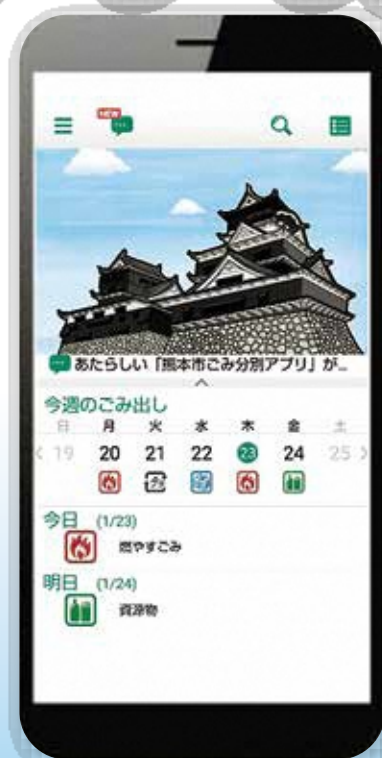 NEW
あたらしい「熊本市ごみ分別アプリ」が…
今週のごみ出し
日 月 火 水 木 金 土
19 20 21 22 23 24 25
今日 (1/23)
燃やすごみ
明日 (1/24)
資源物